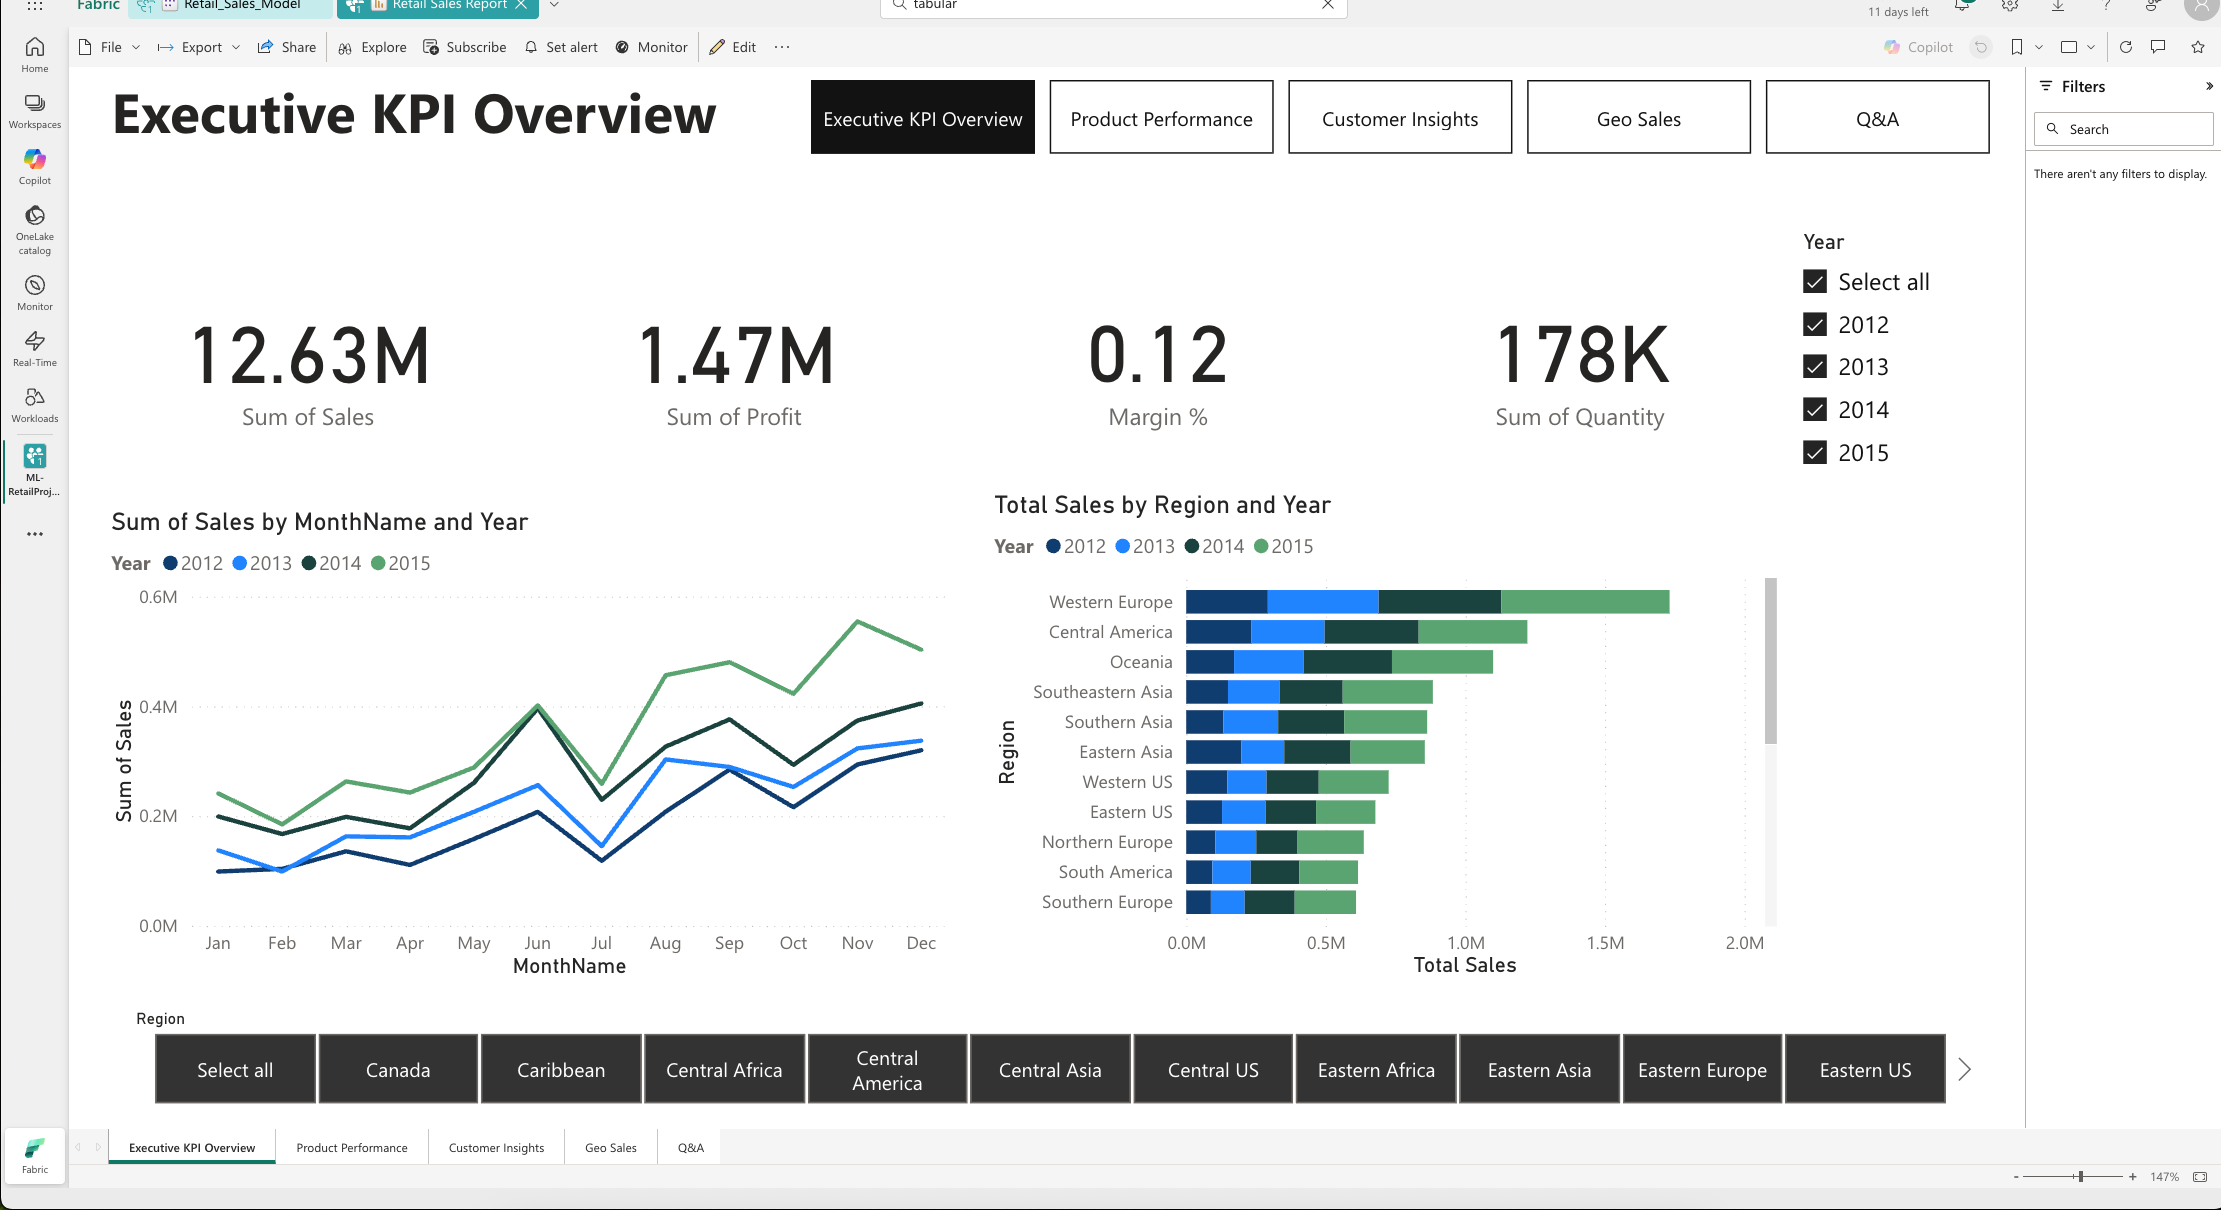 Fabric
Retail_Sales_Model
Retail Sales Report
tabular
11 days left
File
Export
Share
Explore
Subscribe
Set alert
Monitor
Edit
Copilot
Home
Workspaces
Copilot
OneLake
catalog
Monitor
Real-Time
Workloads
ML-
RetailProj...
Fabric
Executive KPI Overview
Executive KPI Overview
Product Performance
Customer Insights
Geo Sales
Q&A
Filters
Search
There aren't any filters to display.
12.63M
Sum of Sales
1.47M
Sum of Profit
0.12
Margin %
178K
Sum of Quantity
Year
Select all
2012
2013
2014
2015
Sum of Sales by MonthName and Year
Year 2012 2013 2014 2015
0.6M
0.4M
0.2M
0.0M
Sum of Sales
Jan Feb Mar Apr May Jun Jul Aug Sep Oct Nov Dec
MonthName
Total Sales by Region and Year
Year 2012 2013 2014 2015
Region
Western Europe
Central America
Oceania
Southeastern Asia
Southern Asia
Eastern Asia
Western US
Eastern US
Northern Europe
South America
Southern Europe
0.0M 0.5M 1.0M 1.5M 2.0M
Total Sales
Region
Select all
Canada
Caribbean
Central Africa
Central
America
Central Asia
Central US
Eastern Africa
Eastern Asia
Eastern Europe
Eastern US
Executive KPI Overview
Product Performance
Customer Insights
Geo Sales
Q&A
- + 147%